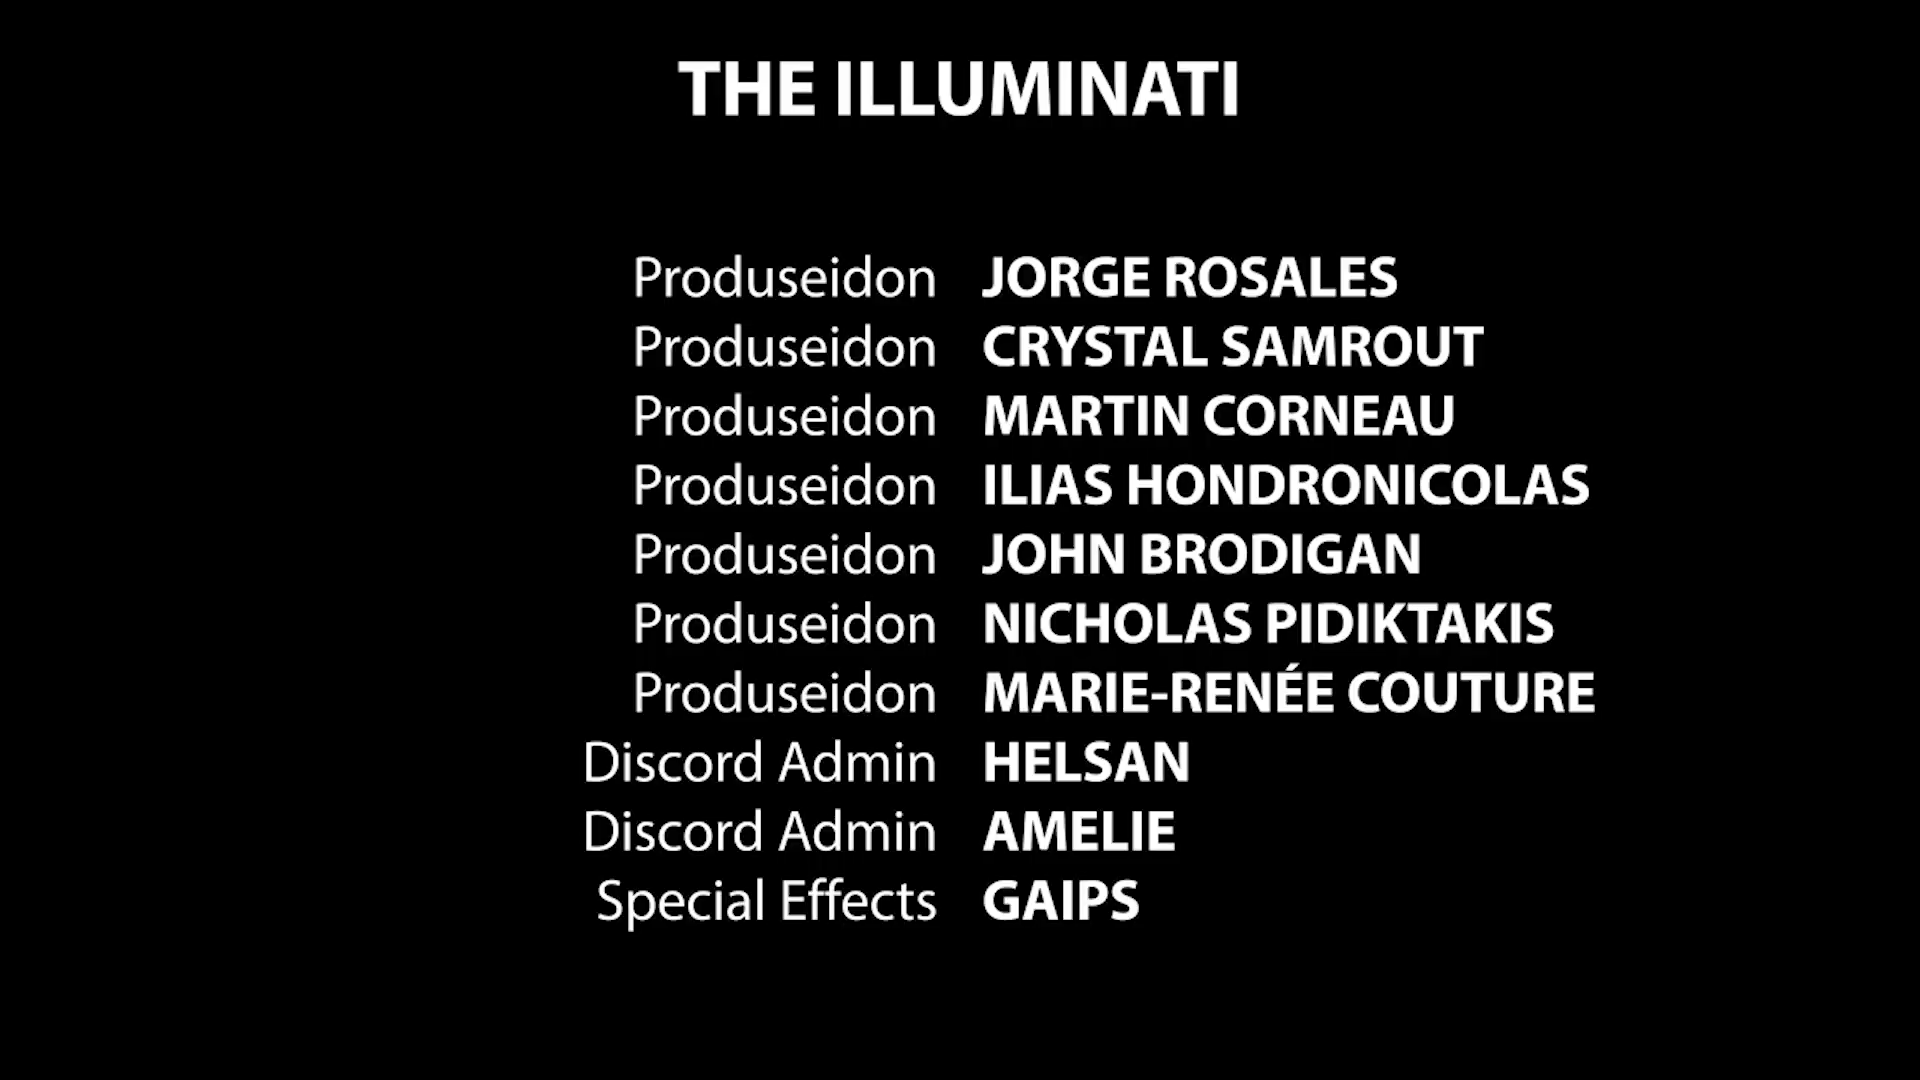 THE ILLUMINATI
Produseidon JORGE ROSALES
Produseidon CRYSTAL SAMROUT
Produseidon MARTIN CORNEAU
Produseidon ILIAS HONDRONICOLAS
Produseidon JOHN BRODIGAN
Produseidon NICHOLAS PIDIKTAKIS
Produseidon MARIE-RENÉE COUTURE
Discord Admin HELSAN
Discord Admin AMELIE
Special Effects GAIPS